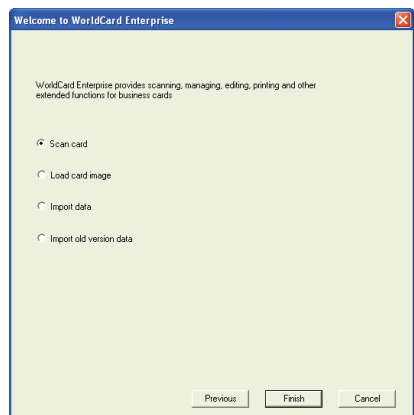 Welcome to WorldCard Enterprise
WorldCard Enterprise provides scanning, managing, editing, printing and other
extended functions for business cards
Scan card
Load card image
Import data
Import old version data
Previous Finish Cancel